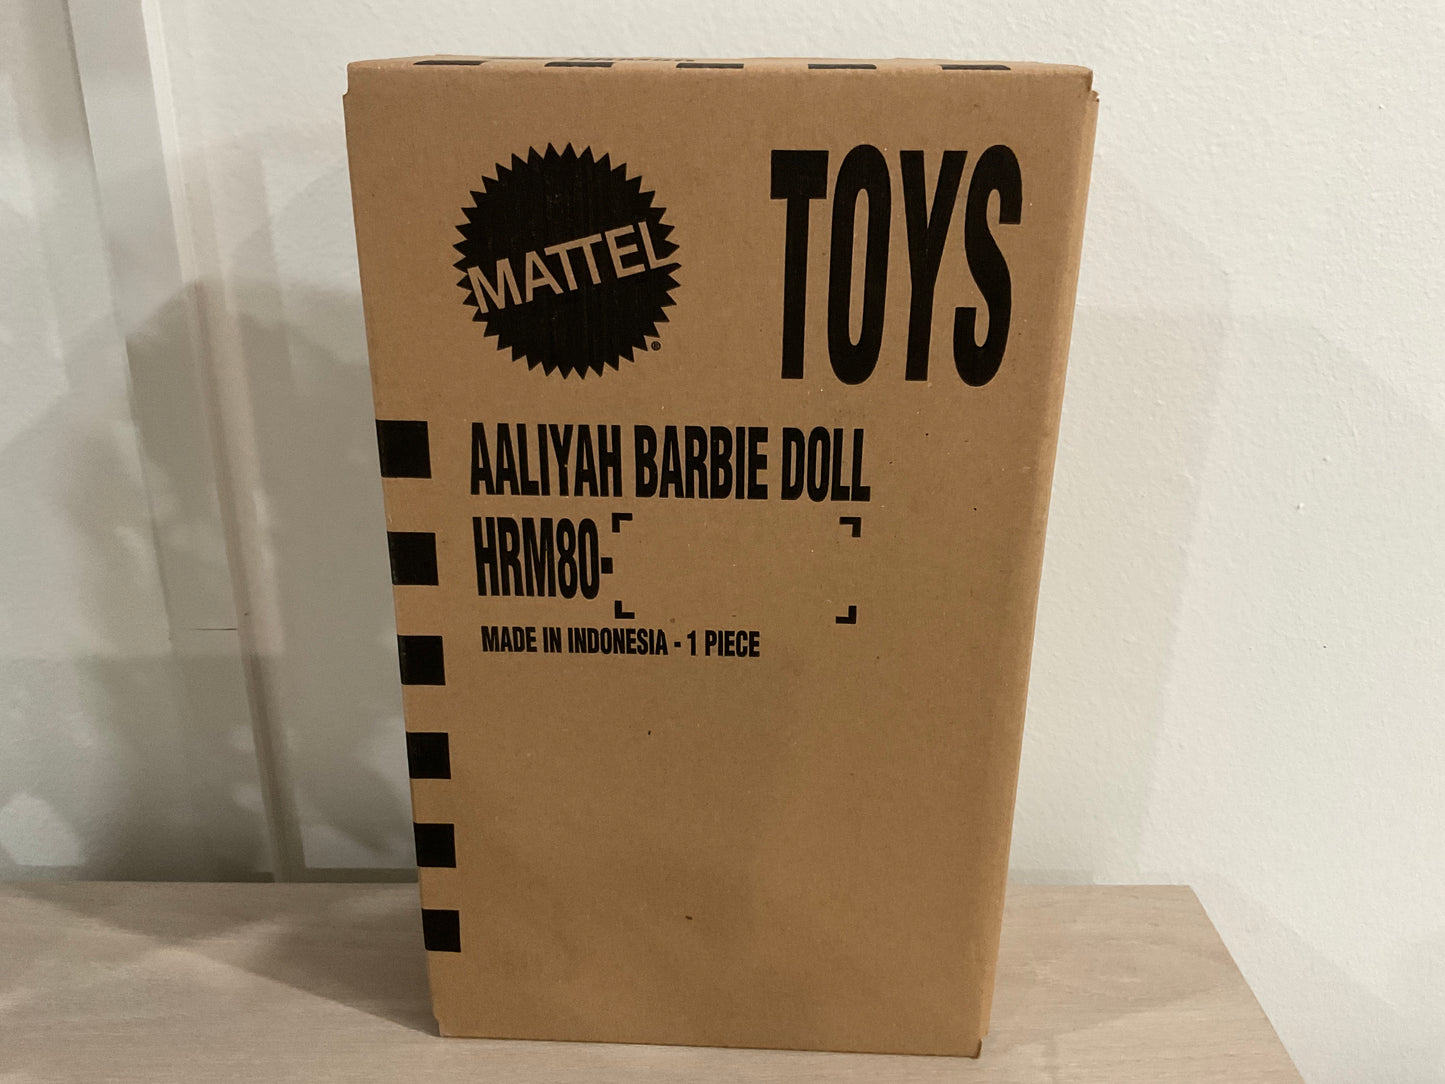 MATTEL
®
TOYS
AALIYAH BARBIE DOLL
HRM80-
MADE IN INDONESIA - 1 PIECE